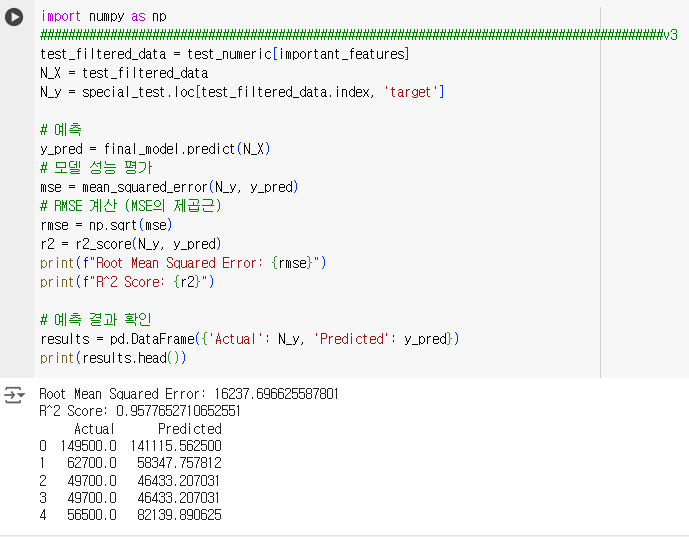 import numpy as np
################################################################################################v3
test_filtered_data = test_numeric[important_features]
N_X = test_filtered_data
N_y = special_test.loc[test_filtered_data.index, 'target']
# 예측
y_pred = final_model.predict(N_X)
# 모델 성능 평가
mse = mean_squared_error(N_y, y_pred)
# RMSE 계산 (MSE의 제곱근)
rmse = np.sqrt(mse)
r2 = r2_score(N_y, y_pred)
print(f"Root Mean Squared Error: {rmse}")
print(f"R^2 Score: {r2}")
# 예측 결과 확인
results = pd.DataFrame({'Actual': N_y, 'Predicted': y_pred})
print(results.head())
Root Mean Squared Error: 16237.696625587801
R^2 Score: 0.9577652710652551
Actual Predicted
0 149500.0 141115.562500
1 62700.0 58347.757812
2 49700.0 46433.207031
3 49700.0 46433.207031
4 56500.0 82139.890625